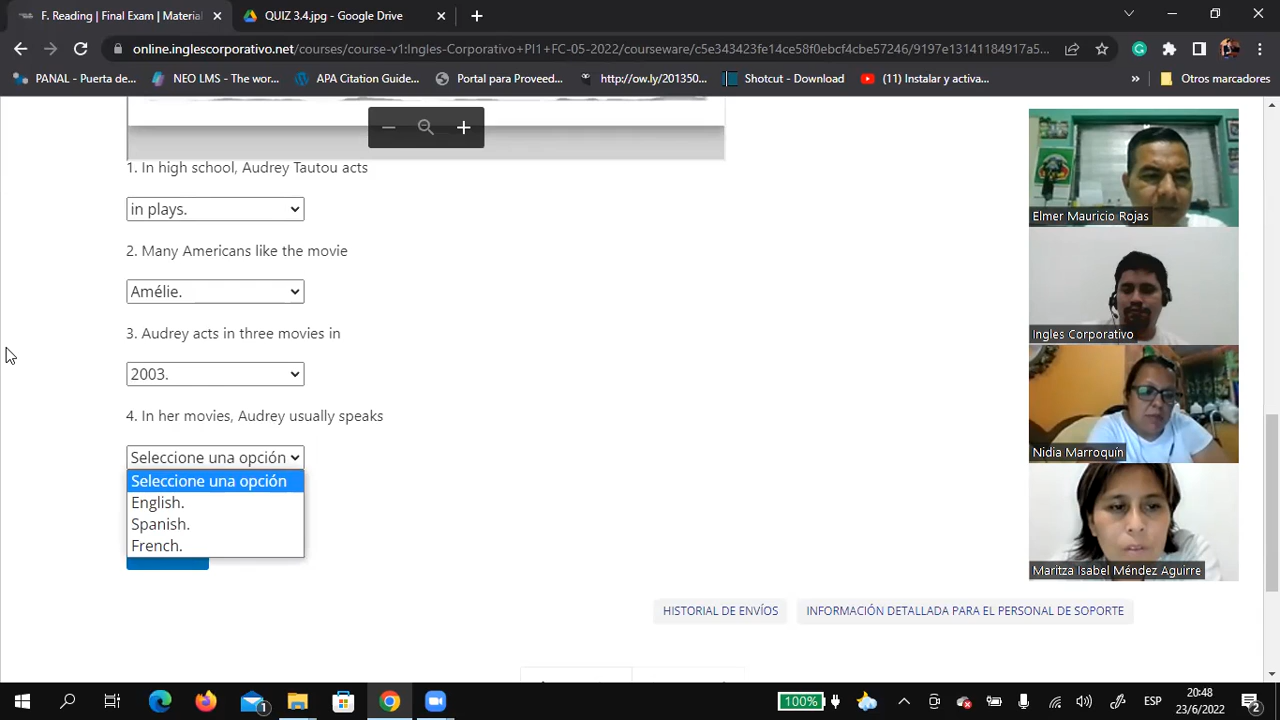 F. Reading | Final Exam | Material
QUIZ 3.4.jpg - Google Drive
online.inglescorporativo.net/courses/course-v1:Ingles-Corporativo+PI1+FC-05-2022/courseware/c5e343423fe14ce58f0ebcf4cbe57246/9197e13141184917a5...
PANAL - Puerta de...
NEO LMS - The wor...
APA Citation Guide...
Portal para Proveed...
http://ow.ly/201350...
Shotcut - Download
(11) Instalar y activa...
»
Otros marcadores
1. In high school, Audrey Tautou acts
in plays.
2. Many Americans like the movie
Amélie.
3. Audrey acts in three movies in
2003.
4. In her movies, Audrey usually speaks
Seleccione una opción
Seleccione una opción
English.
Spanish.
French.
HISTORIAL DE ENVÍOS
INFORMACIÓN DETALLADA PARA EL PERSONAL DE SOPORTE
Elmer Mauricio Rojas
Ingles Corporativo
Nidia Marroquín
Maritza Isabel Méndez Aguirre
1
100%
ESP
20:48
23/6/2022
2